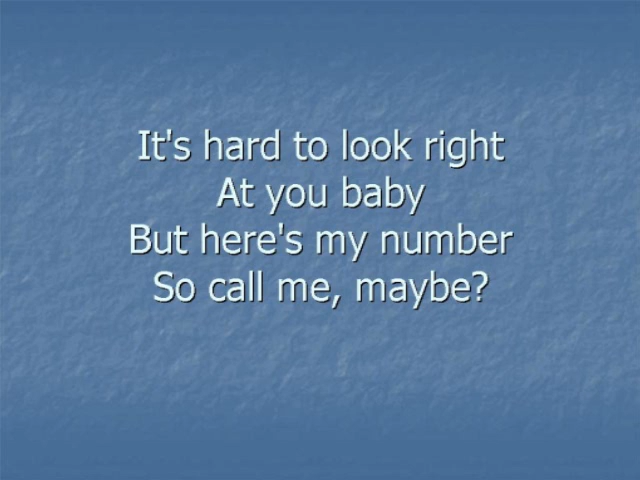 It's hard to look right
At you baby
But here's my number
So call me, maybe?